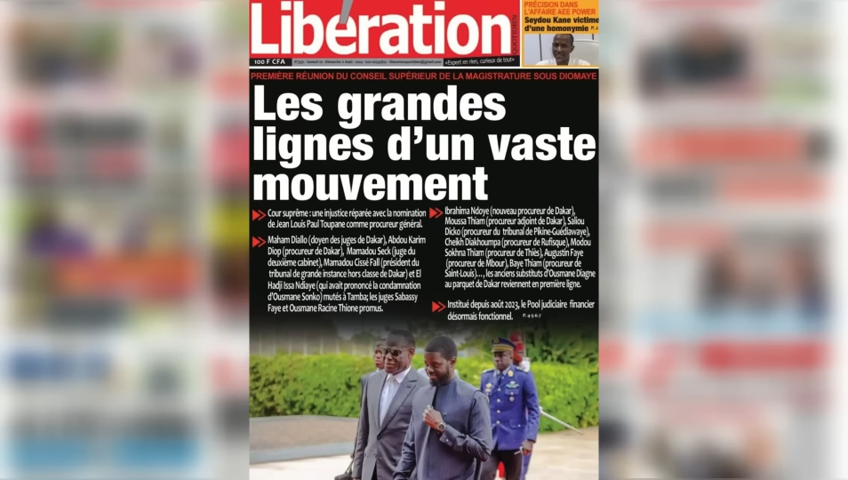 PRÉCISION DANS
L'AFFAIRE AEE POWER
Seydou Kane victime
d'une homonymie
Libération
100 F CFA
«Expert en rien, curieux de tout»
PREMIÈRE RÉUNION DU CONSEIL SUPÉRIEUR DE LA MAGISTRATURE SOUS DIOMAYE
Les grandes
lignes d'un vaste
mouvement
Cour suprême : une injustice réparée avec la nomination
de Jean Louis Paul Toupane comme procureur général.
Maham Diallo (doyen des juges de Dakar), Abdou Karim
Diop (procureur de Dakar), Mamadou Seck (juge du
deuxième cabinet), Mamadou Cissé Fall (président du
tribunal de grande instance hors classe de Dakar) et El
Hadji Issa Ndiaye (qui avait prononcé la condamnation
d'Ousmane Sonko) mutés à Tamba; les juges Sabassy
Faye et Ousmane Racine Thione promus.
Ibrahima Ndoye (nouveau procureur de Dakar),
Moussa Thiam (procureur adjoint de Dakar), Saliou
Dicko (procureur du tribunal de Pikine-Guédiawaye),
Cheikh Diakhoumpa (procureur de Rufisque), Modou
Sokhna Thiam (procureur de Thiès), Augustin Faye
(procureur de Mbour), Baye Thiam (procureur de
Saint-Louis)..., les anciens substituts d'Ousmane Diagne
au parquet de Dakar reviennent en première ligne.
Institué depuis août 2023, le Pool judiciaire financier
désormais fonctionnel.